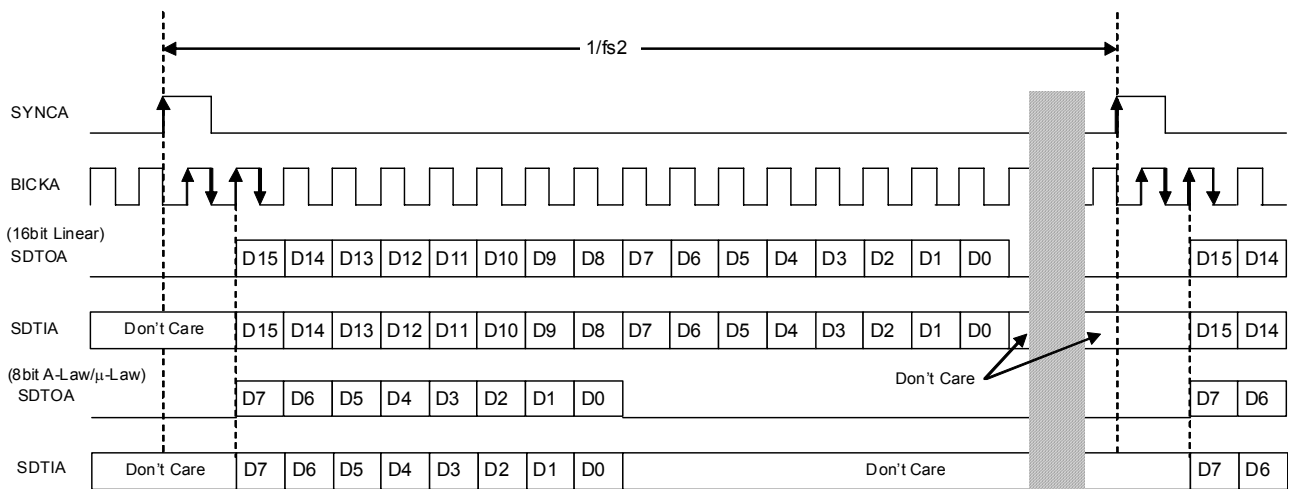 1/fs2
SYNCA
BICKA
(16bit Linear)
SDTOA D15 D14 D13 D12 D11 D10 D9 D8 D7 D6 D5 D4 D3 D2 D1 D0 D15 D14
SDTIA Don't Care D15 D14 D13 D12 D11 D10 D9 D8 D7 D6 D5 D4 D3 D2 D1 D0 D15 D14
Don't Care
(8bit A-Law/μ-Law)
SDTOA D7 D6 D5 D4 D3 D2 D1 D0 D7 D6
SDTIA Don't Care D7 D6 D5 D4 D3 D2 D1 D0 Don't Care D7 D6